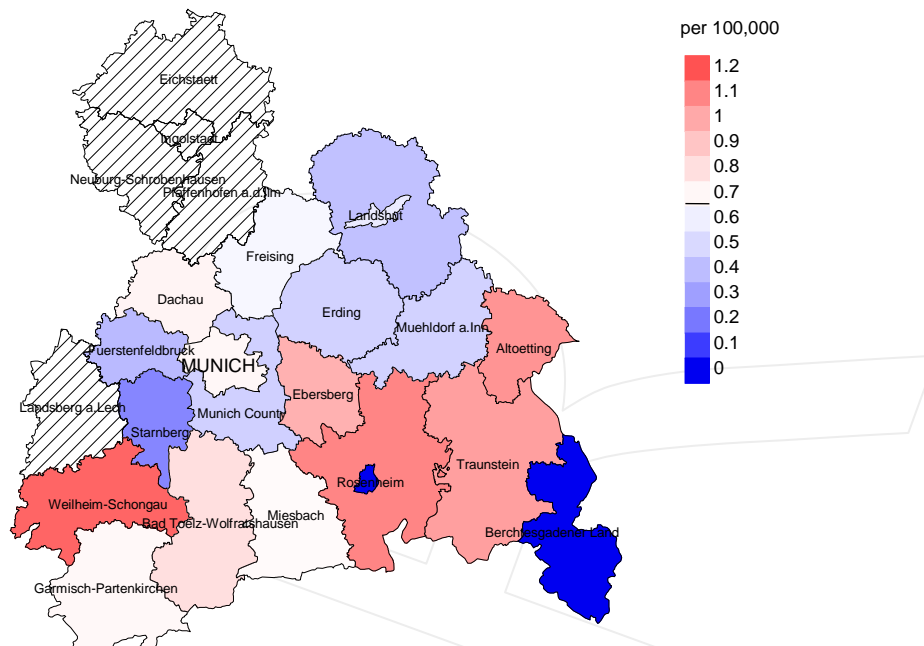 per 100,000
1.2
1.1
1
0.9
0.8
0.7
0.6
0.5
0.4
0.3
0.2
0.1
0
Eichstaett
Ingolstadt
Neuburg-Schrobenhausen
Pfaffenhofen a.d.Ilm
Landshut
Freising
Dachau
Erding
Muehldorf a.Inn
Altoetting
Fuerstenfeldbruck
MUNICH
Ebersberg
Landsberg a.Lech
Munich County
Starnberg
Traunstein
Rosenheim
Weilheim-Schongau
Miesbach
Bad Toelz-Wolfratshausen
Berchtesgadener Land
Garmisch-Partenkirchen